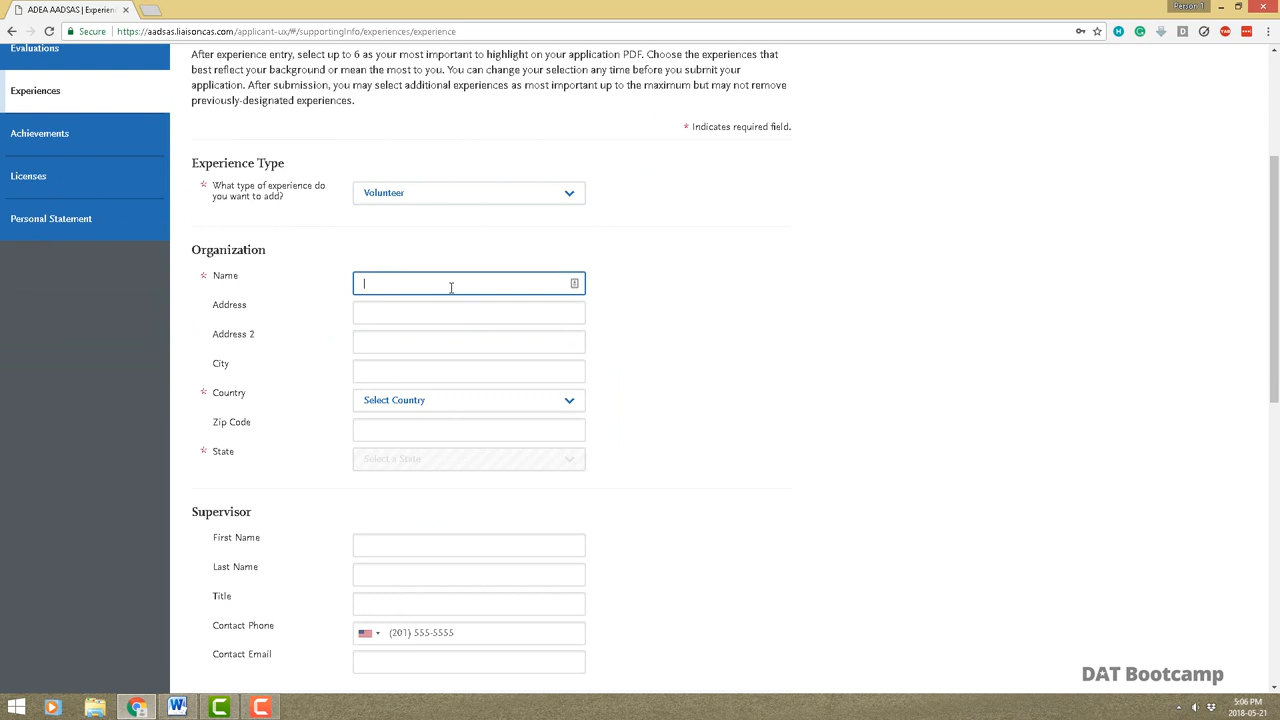 ADEA AADSAS | Experienc
Person 1
Secure
https://aadsas.liaisoncas.com/applicant-ux/#/supportingInfo/experiences/experience
Evaluations
Experiences
Achievements
Licenses
Personal Statement
After experience entry, select up to 6 as your most important to highlight on your application PDF. Choose the experiences that
best reflect your background or mean the most to you. You can change your selection any time before you submit your
application. After submission, you may select additional experiences as most important up to the maximum but may not remove
previously-designated experiences.
* Indicates required field.
Experience Type
* What type of experience do
you want to add?
Volunteer
Organization
* Name
Address
Address 2
City
* Country
Select Country
Zip Code
* State
Select a State
Supervisor
First Name
Last Name
Title
Contact Phone
(201) 555-5555
Contact Email
DAT Bootcamp
5:06 PM
2018-05-21